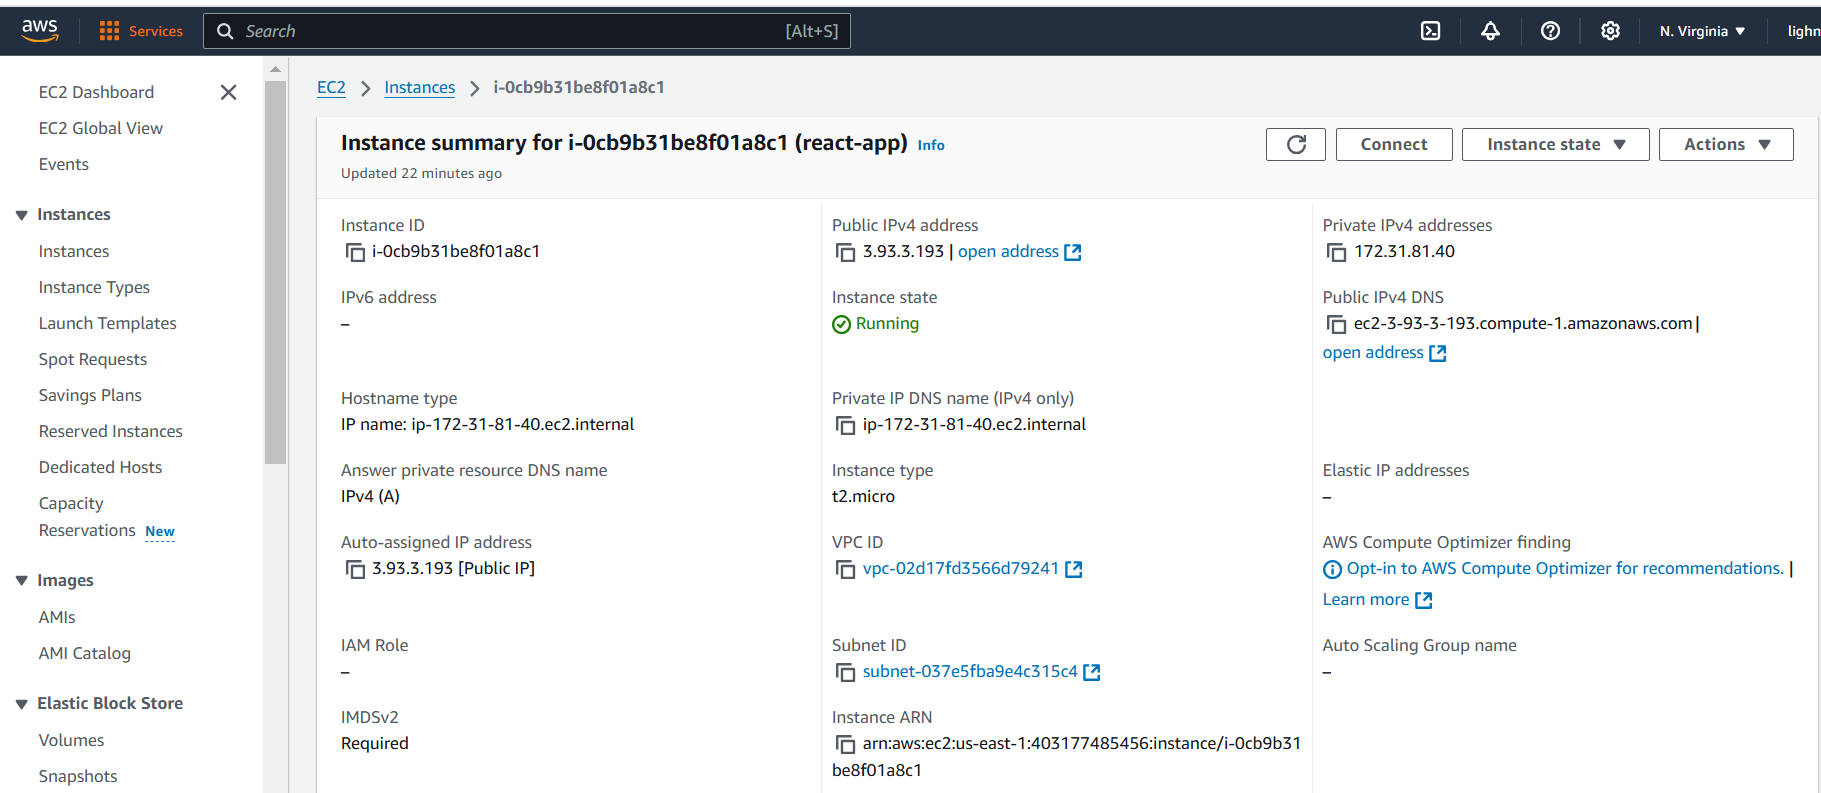 aws
Services
Search
[Alt+S]
N. Virginia
lighn
EC2 Dashboard
EC2 Global View
Events
Instances
Instances
Instance Types
Launch Templates
Spot Requests
Savings Plans
Reserved Instances
Dedicated Hosts
Capacity
Reservations New
Images
AMIs
AMI Catalog
Elastic Block Store
Volumes
Snapshots
EC2 > Instances > i-0cb9b31be8f01a8c1
Instance summary for i-0cb9b31be8f01a8c1 (react-app) Info
Updated 22 minutes ago
Connect
Instance state
Actions
Instance ID
i-0cb9b31be8f01a8c1
Public IPv4 address
3.93.3.193 | open address
Private IPv4 addresses
172.31.81.40
IPv6 address
–
Instance state
Running
Public IPv4 DNS
ec2-3-93-3-193.compute-1.amazonaws.com |
open address
Hostname type
IP name: ip-172-31-81-40.ec2.internal
Private IP DNS name (IPv4 only)
ip-172-31-81-40.ec2.internal
Answer private resource DNS name
IPv4 (A)
Instance type
t2.micro
Elastic IP addresses
–
Auto-assigned IP address
3.93.3.193 [Public IP]
VPC ID
vpc-02d17fd3566d79241
AWS Compute Optimizer finding
Opt-in to AWS Compute Optimizer for recommendations. |
Learn more
IAM Role
–
Subnet ID
subnet-037e5fba9e4c315c4
Auto Scaling Group name
–
IMDSv2
Required
Instance ARN
arn:aws:ec2:us-east-1:403177485456:instance/i-0cb9b31
be8f01a8c1